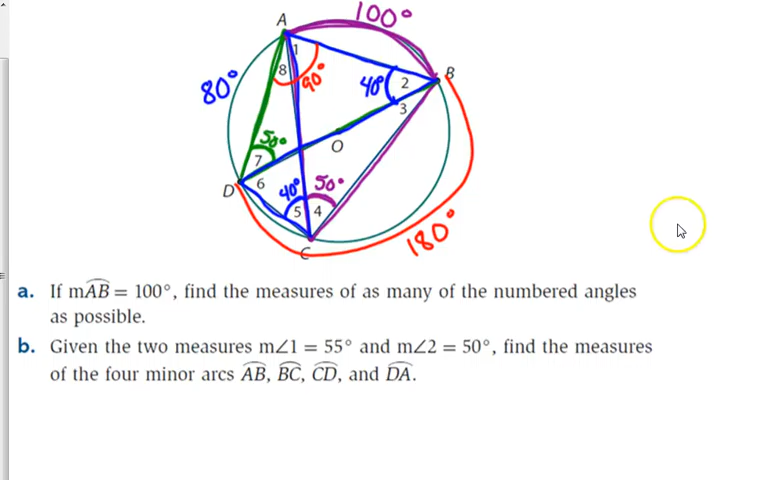 100°
A
1
8
90°
80°
B
40°
2
3
50°
O
7
D
6
40°
50°
5
4
C
180°
a. If mAB = 100°, find the measures of as many of the numbered angles
as possible.
b. Given the two measures m∠1 = 55° and m∠2 = 50°, find the measures
of the four minor arcs AB, BC, CD, and DA.